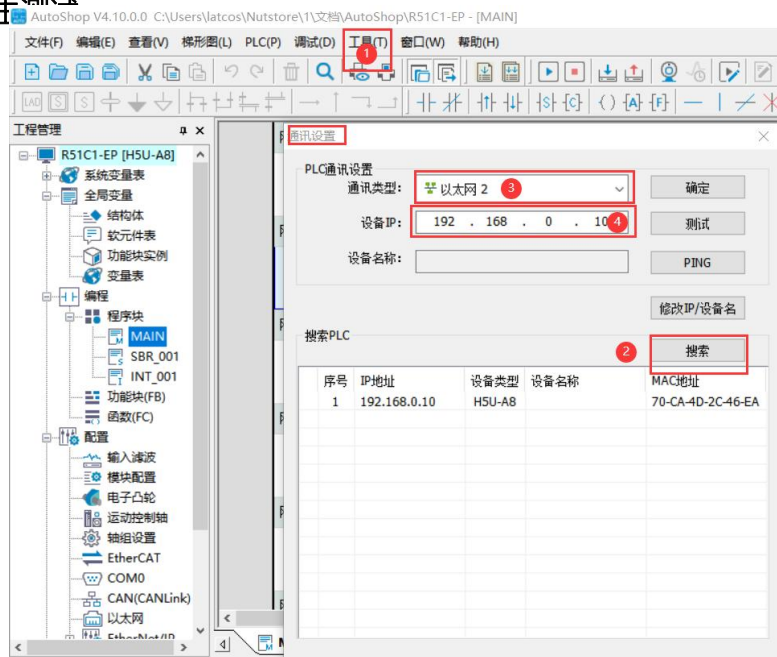 AutoShop V4.10.0.0 C:\Users\latcos\Nutstore\1\文档\AutoShop\R51C1-EP - [MAIN]
文件(F) 编辑(E) 查看(V) 梯形图(L) PLC(P) 调试(D) 工具(T) 窗口(W) 帮助(H)
1
工程管理
R51C1-EP [H5U-A8]
系统变量表
全局变量
结构体
软元件表
功能块实例
变量表
编程
程序块
MAIN
SBR_001
INT_001
功能块(FB)
函数(FC)
配置
输入滤波
模块配置
电子凸轮
运动控制轴
轴组设置
EtherCAT
COM0
CAN(CANLink)
以太网
EtherNet/IP
通讯设置
PLC通讯设置
通讯类型: 以太网 2 3 确定
设备IP: 192 . 168 . 0 . 10 4 测试
设备名称: PING
修改IP/设备名
搜索PLC
2 搜索
序号 IP地址 设备类型 设备名称 MAC地址
1 192.168.0.10 H5U-A8 70-CA-4D-2C-46-EA